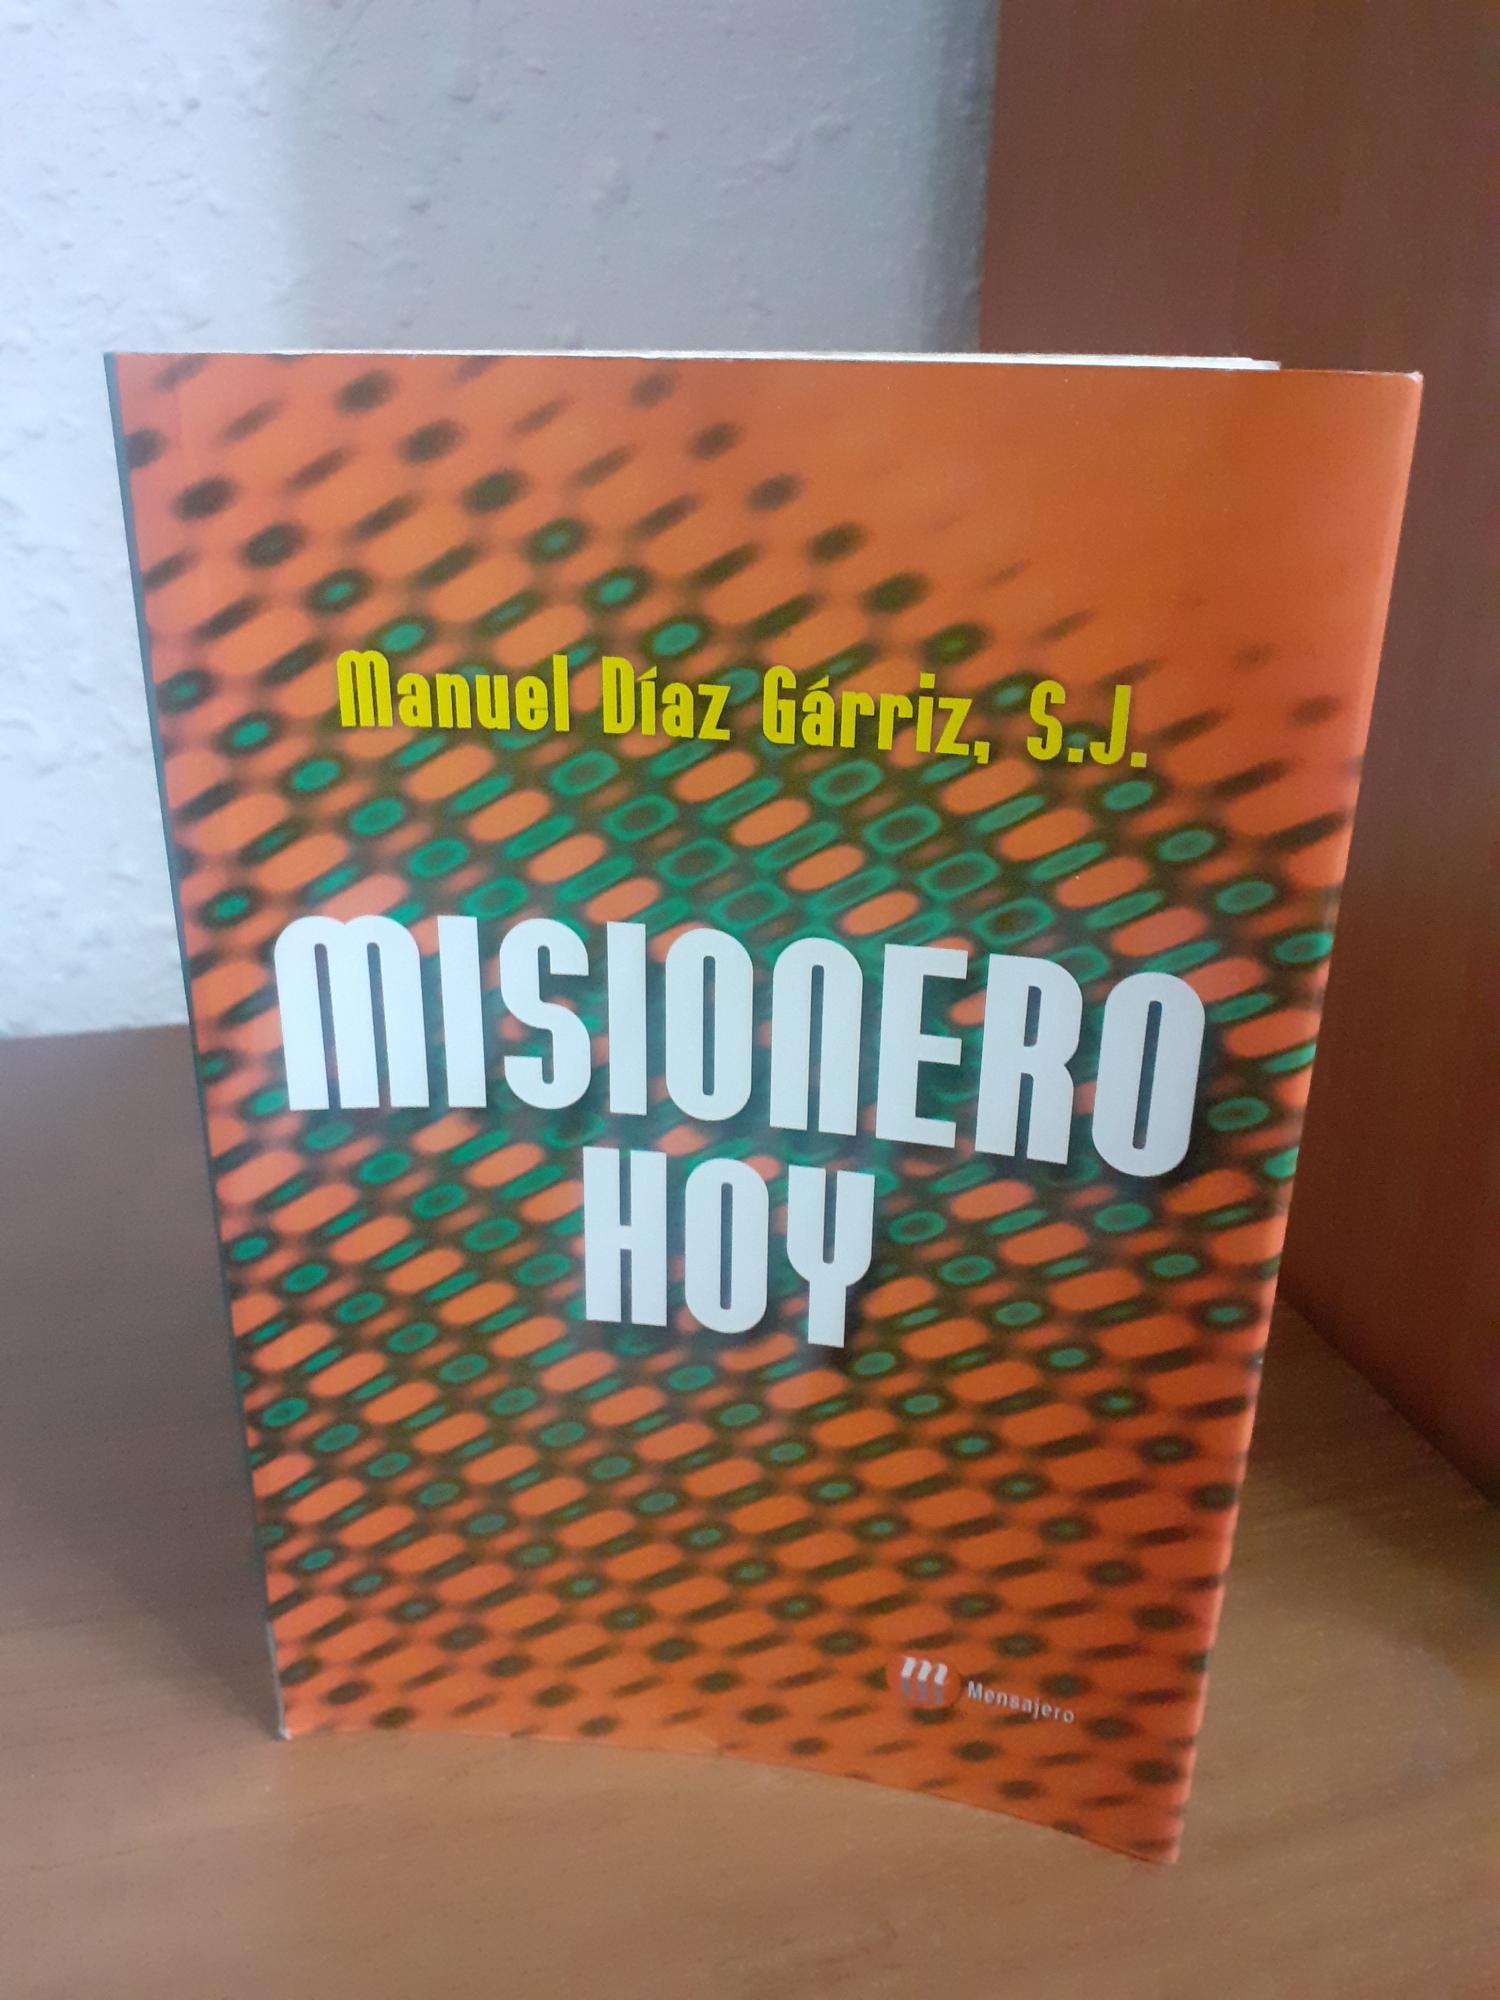 Manuel Díaz Gárriz, S.J.
MISIONERO
HOY
m Mensajero